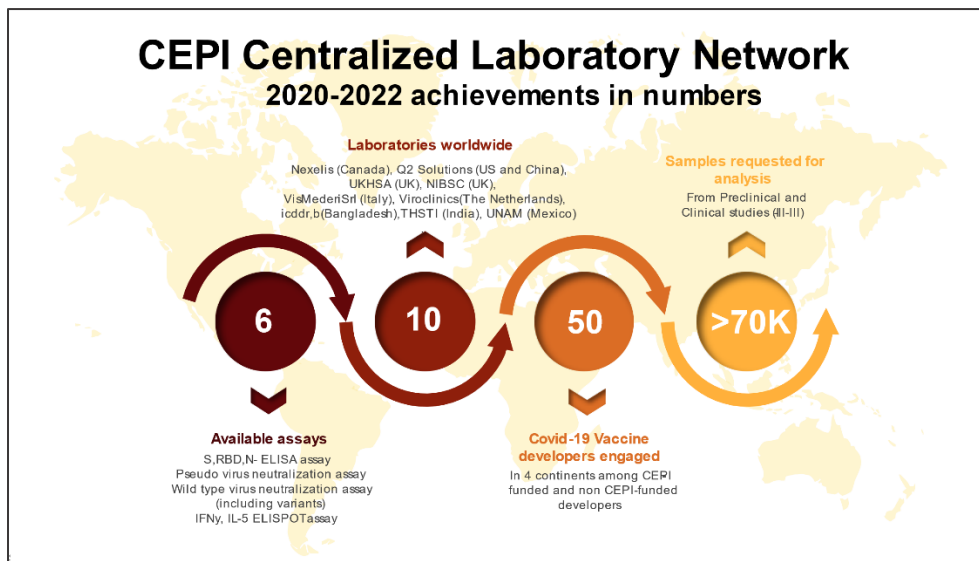 CEPI Centralized Laboratory Network
2020-2022 achievements in numbers
Laboratories worldwide
Nexelis (Canada), Q2 Solutions (US and China),
UKHSA (UK), NIBSC (UK),
VisMederiSrl (Italy), Viroclinics(The Netherlands),
icddr,b(Bangladesh),THSTI (India), UNAM (Mexico)
Samples requested for
analysis
From Preclinical and
Clinical studies (I-III)
6
10
50
>70K
Available assays
S,RBD,N- ELISA assay
Pseudo virus neutralization assay
Wild type virus neutralization assay
(including variants)
IFNy, IL-5 ELISPOTassay
Covid-19 Vaccine
developers engaged
In 4 continents among CEPI-
funded and non CEPI-funded
developers